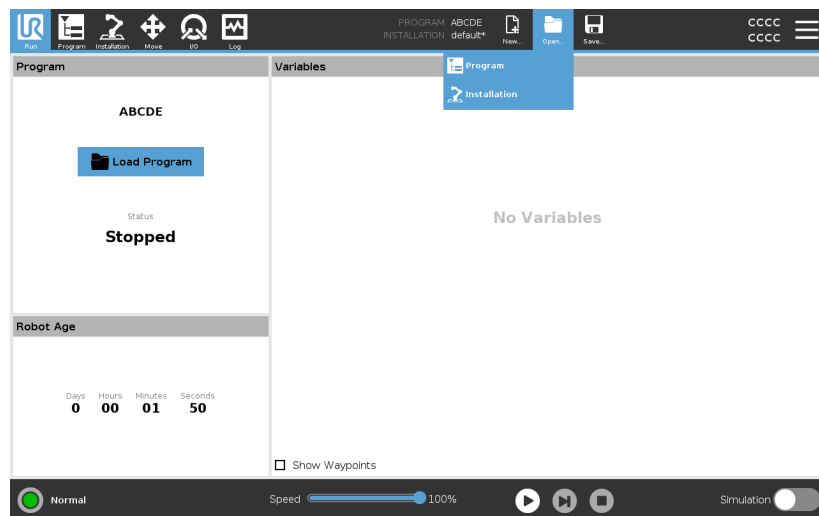 UR
Run
Program
Installation
Move
I/O
Log
PROGRAM ABCDE
INSTALLATION default*
New...
Open...
Save...
CCCC
CCCC
Program
Variables
Program
Installation
ABCDE
Load Program
Status
Stopped
No Variables
Robot Age
Days Hours Minutes Seconds
0 00 01 50
Show Waypoints
Normal
Speed 100%
Simulation